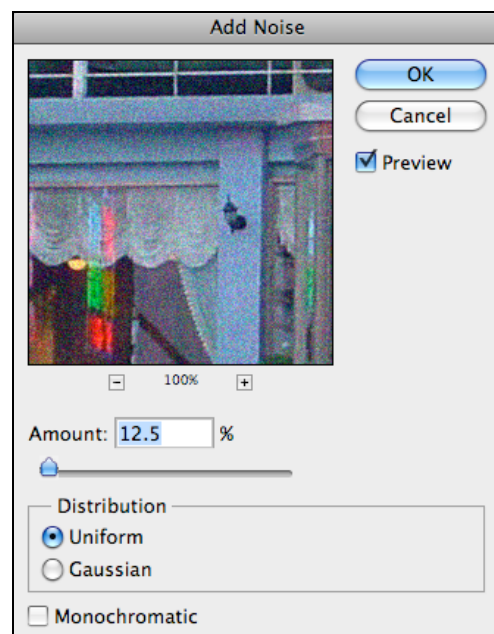 Add Noise
OK
Cancel
Preview
100%
Amount: 12.5 %
Distribution
Uniform
Gaussian
Monochromatic